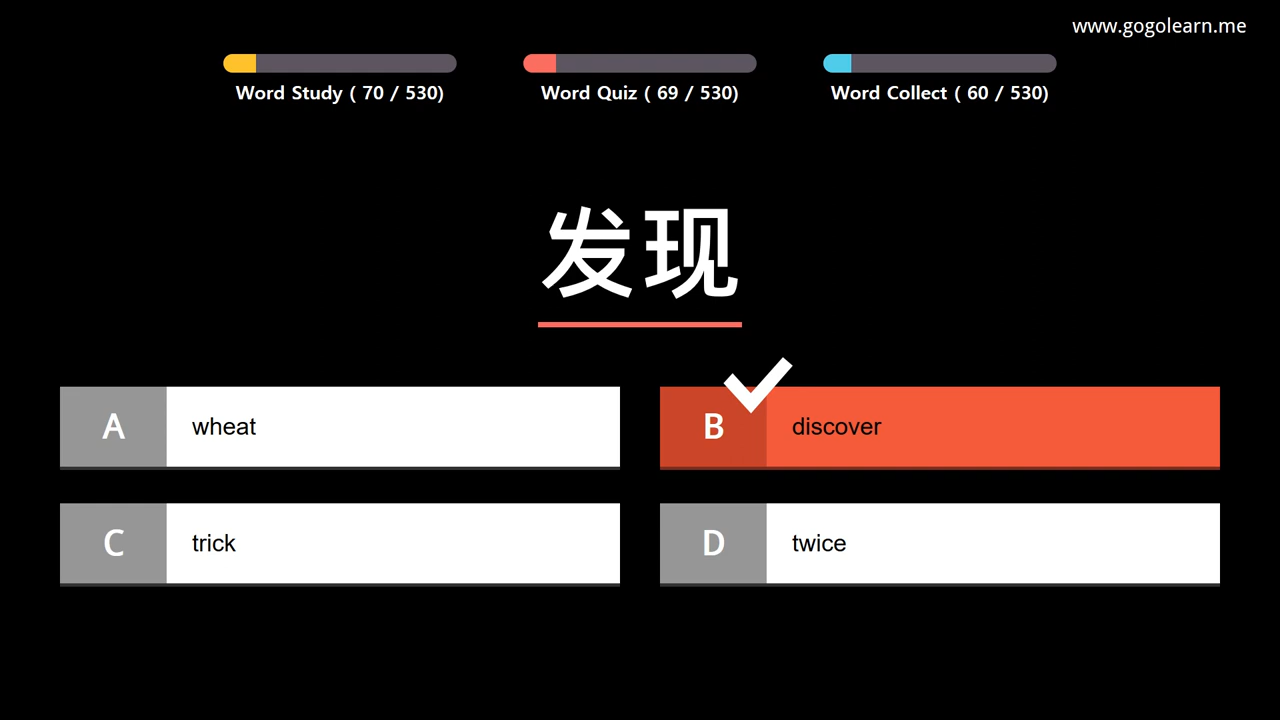 www.gogolearn.me
Word Study ( 70 / 530)
Word Quiz ( 69 / 530)
Word Collect ( 60 / 530)
发现
A wheat
B discover
C trick
D twice